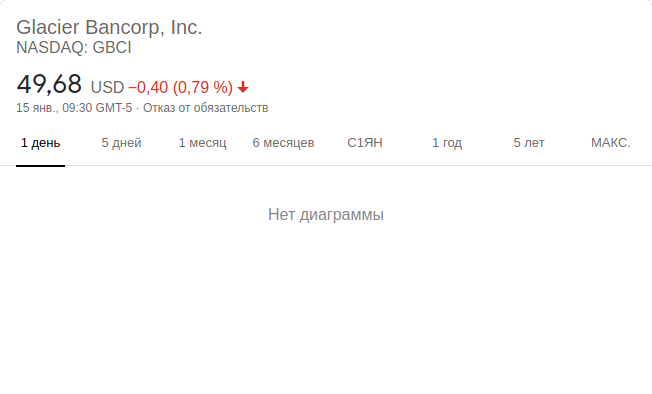 Glacier Bancorp, Inc.
NASDAQ: GBCI
49,68 USD −0,40 (0,79 %)
15 янв., 09:30 GMT-5 · Отказ от обязательств
1 день 5 дней 1 месяц 6 месяцев С1ЯН 1 год 5 лет МАКС.
Нет диаграммы